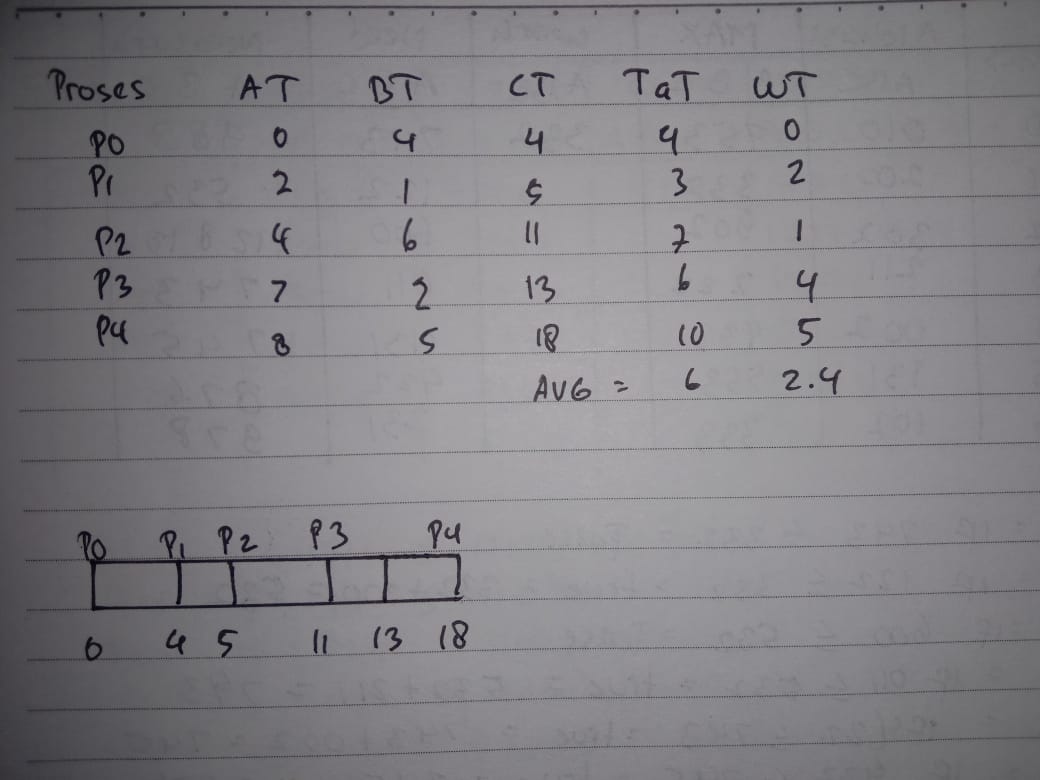 Proses AT BT CT TaT WT
P0 0 4 4 4 0
P1 2 1 5 3 2
P2 4 6 11 7 1
P3 7 2 13 6 4
P4 8 5 18 10 5
AVG = 6 2.4
P0 P1 P2 P3 P4
0 4 5 11 13 18